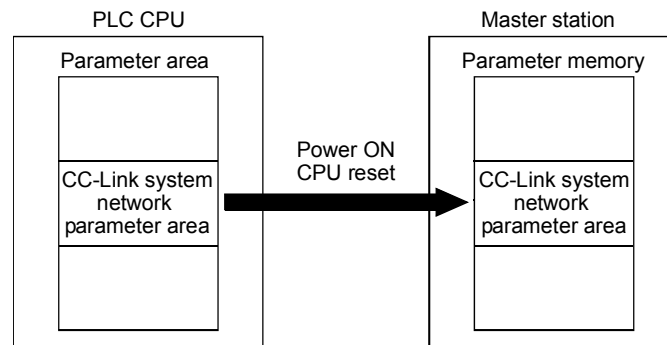 PLC CPU
Parameter area
CC-Link system
network
parameter area
Power ON
CPU reset
Master station
Parameter memory
CC-Link system
network
parameter area